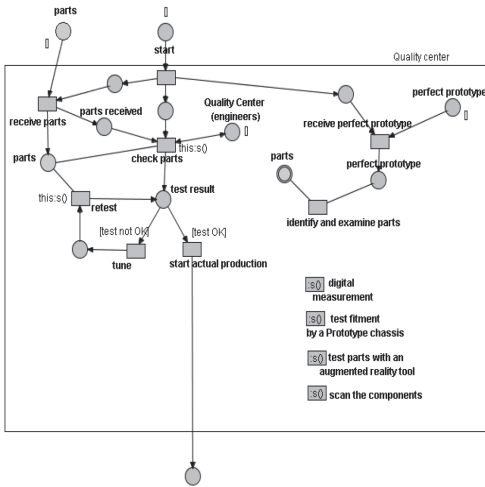 parts
[]
[]
start
Quality center
parts received
Quality Center
(engineers)
[]
perfect prototype
[]
receive parts
receive perfect prototype
this:s()
check parts
parts
parts
perfect prototype
this:s()
retest
test result
identify and examine parts
[test not OK]
[test OK]
tune
start actual production
:s() digital
measurement
:s() test fitment
by a Prototype chassis
:s() test parts with an
augmented reality tool
:s() scan the components